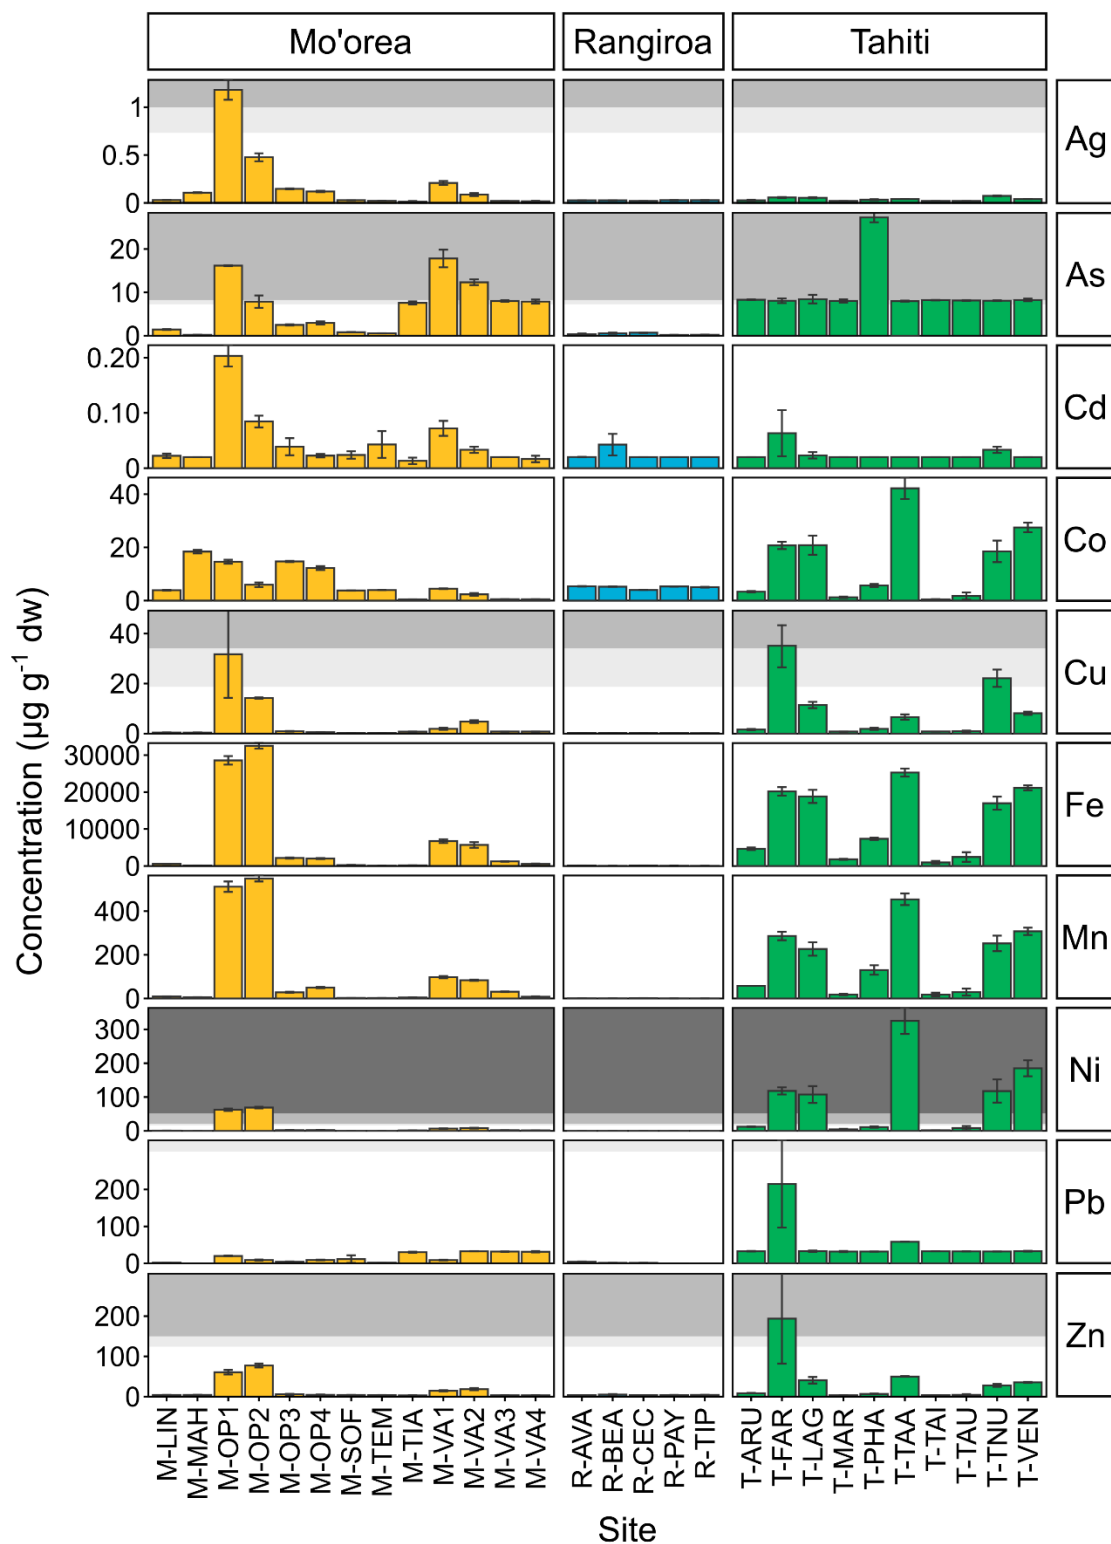 Mo'orea Rangiroa Tahiti
1
0.5
0
Ag
20
10
0
As
0.20
0.10
0
Cd
40
20
0
Co
40
20
0
Cu
30000
20000
10000
0
Fe
400
200
0
Mn
300
200
100
0
Ni
200
100
0
Pb
200
100
0
Zn
Concentration (µg g⁻¹ dw)
M-LIN M-MAH M-OP1 M-OP2 M-OP3 M-OP4 M-SOF M-TEM M-TIA M-VA1 M-VA2 M-VA3 M-VA4 R-AVA R-BEA R-CEC R-PAY R-TIP T-ARU T-FAR T-LAG T-MAR T-PHA T-TAA T-TAI T-TAU T-TNU T-VEN
Site